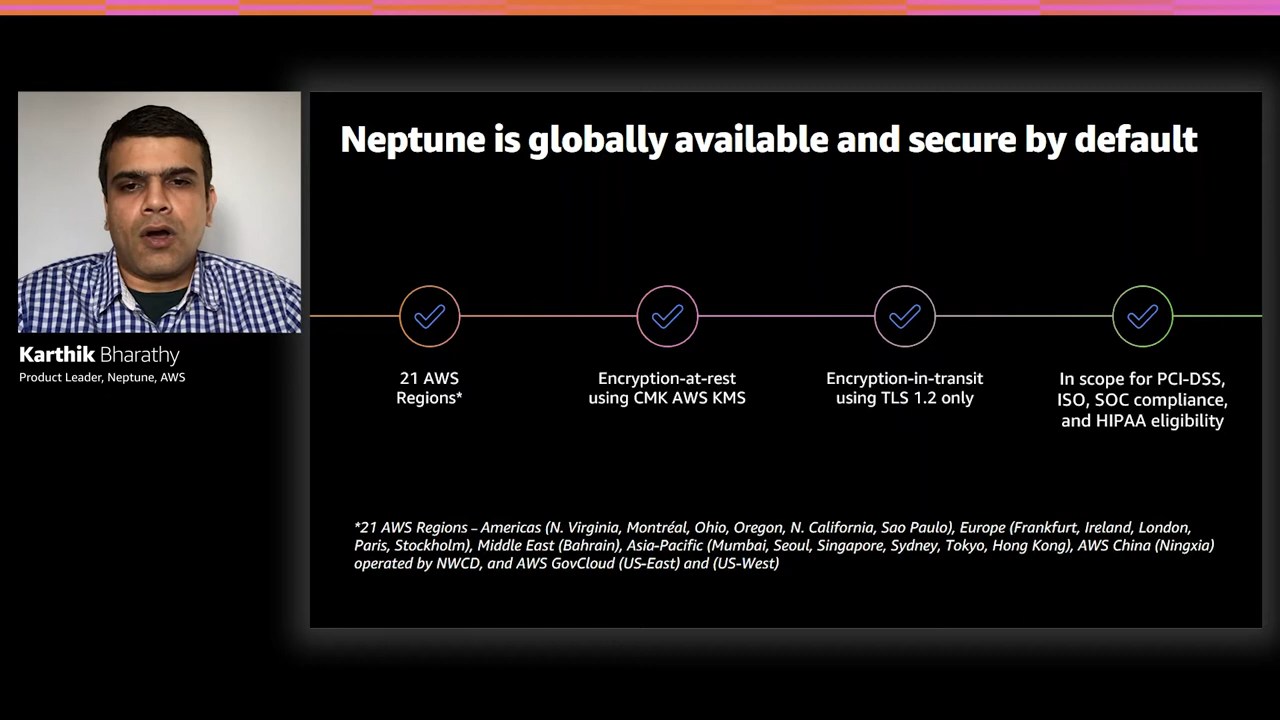 Neptune is globally available and secure by default
Karthik Bharathy
Product Leader, Neptune, AWS
21 AWS
Regions*
Encryption-at-rest
using CMK AWS KMS
Encryption-in-transit
using TLS 1.2 only
In scope for PCI-DSS,
ISO, SOC compliance,
and HIPAA eligibility
*21 AWS Regions – Americas (N. Virginia, Montréal, Ohio, Oregon, N. California, Sao Paulo), Europe (Frankfurt, Ireland, London,
Paris, Stockholm), Middle East (Bahrain), Asia-Pacific (Mumbai, Seoul, Singapore, Sydney, Tokyo, Hong Kong), AWS China (Ningxia)
operated by NWCD, and AWS GovCloud (US-East) and (US-West)